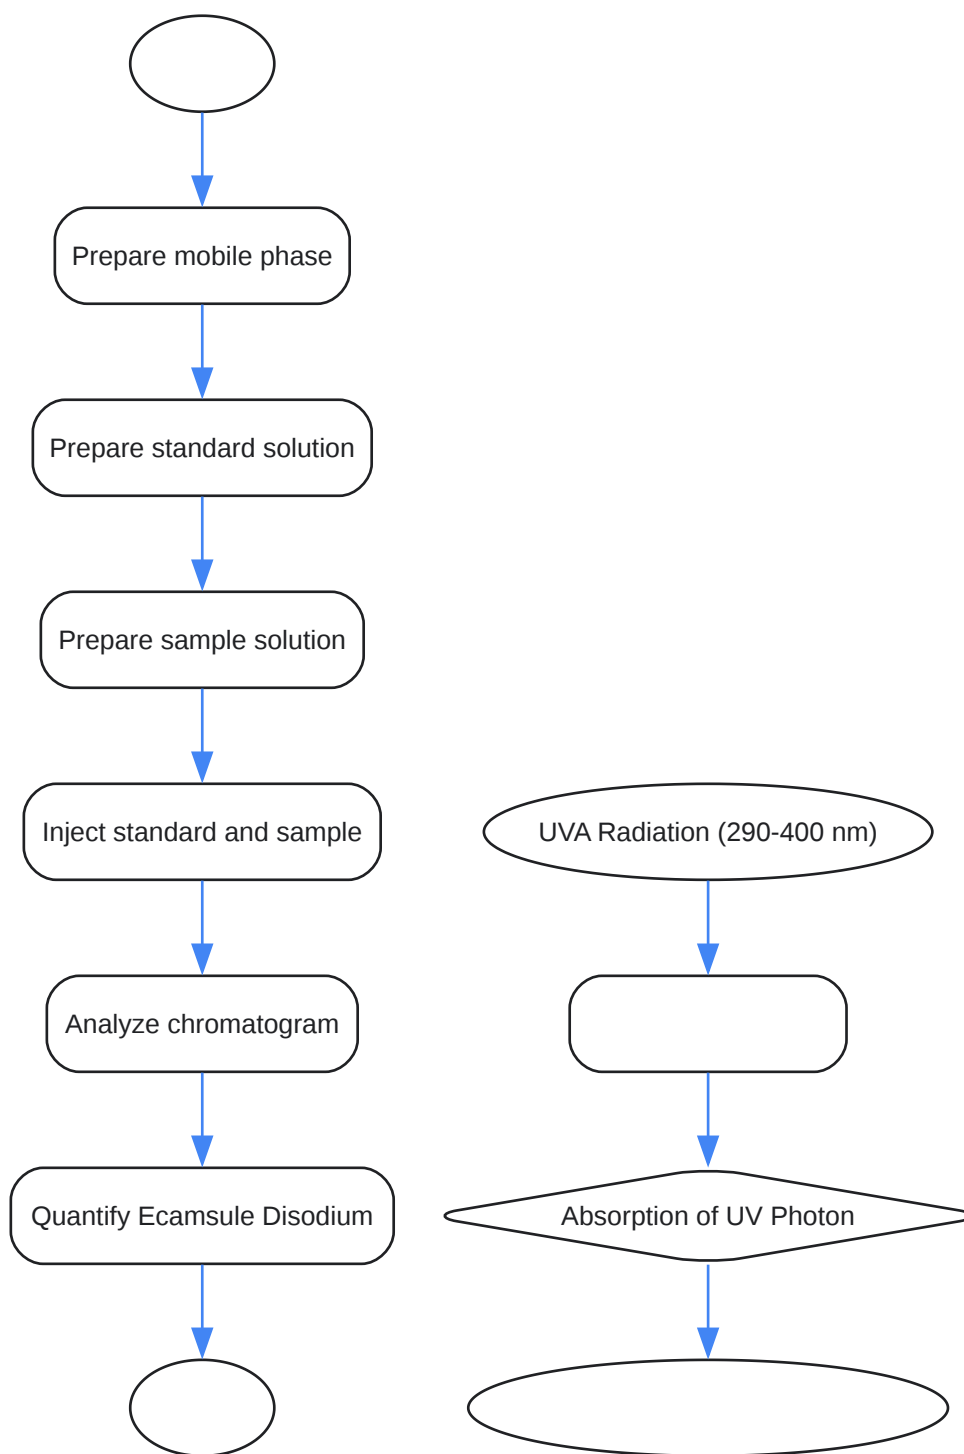 Prepare mobile phase
Prepare standard solution
Prepare sample solution
Inject standard and sample
Analyze chromatogram
Quantify Ecamsule Disodium
UVA Radiation (290-400 nm)
Absorption of UV Photon